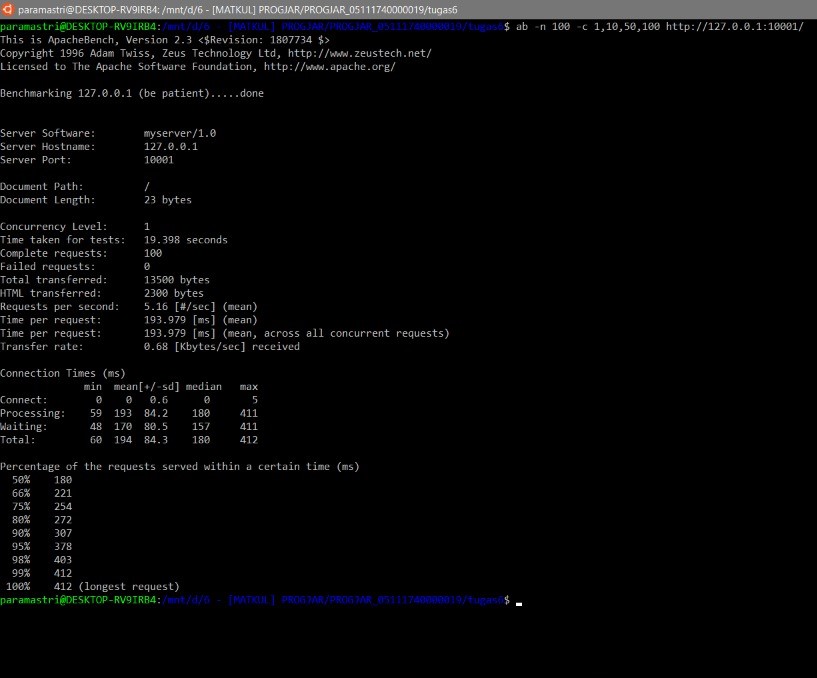 paramastri@DESKTOP-RV9IRB4: /mnt/d/6 - [MATKUL] PROGJAR/PROGJAR_05111740000019/tugas6
paramastri@DESKTOP-RV9IRB4:/mnt/d/6 - [MATKUL] PROGJAR/PROGJAR_05111740000019/tugas6$ ab -n 100 -c 1,10,50,100 http://127.0.0.1:10001/
This is ApacheBench, Version 2.3 <$Revision: 1807734 $>
Copyright 1996 Adam Twiss, Zeus Technology Ltd, http://www.zeustech.net/
Licensed to The Apache Software Foundation, http://www.apache.org/
Benchmarking 127.0.0.1 (be patient).....done
Server Software:        myserver/1.0
Server Hostname:        127.0.0.1
Server Port:            10001
Document Path:          /
Document Length:        23 bytes
Concurrency Level:      1
Time taken for tests:   19.398 seconds
Complete requests:      100
Failed requests:        0
Total transferred:      13500 bytes
HTML transferred:       2300 bytes
Requests per second:    5.16 [#/sec] (mean)
Time per request:       193.979 [ms] (mean)
Time per request:       193.979 [ms] (mean, across all concurrent requests)
Transfer rate:          0.68 [Kbytes/sec] received
Connection Times (ms)
              min  mean[+/-sd] median   max
Connect:        0    0   0.6      0       5
Processing:    59  193  84.2    180     411
Waiting:       48  170  80.5    157     411
Total:         60  194  84.3    180     412
Percentage of the requests served within a certain time (ms)
  50%    180
  66%    221
  75%    254
  80%    272
  90%    307
  95%    378
  98%    403
  99%    412
 100%    412 (longest request)
paramastri@DESKTOP-RV9IRB4:/mnt/d/6 - [MATKUL] PROGJAR/PROGJAR_05111740000019/tugas6$